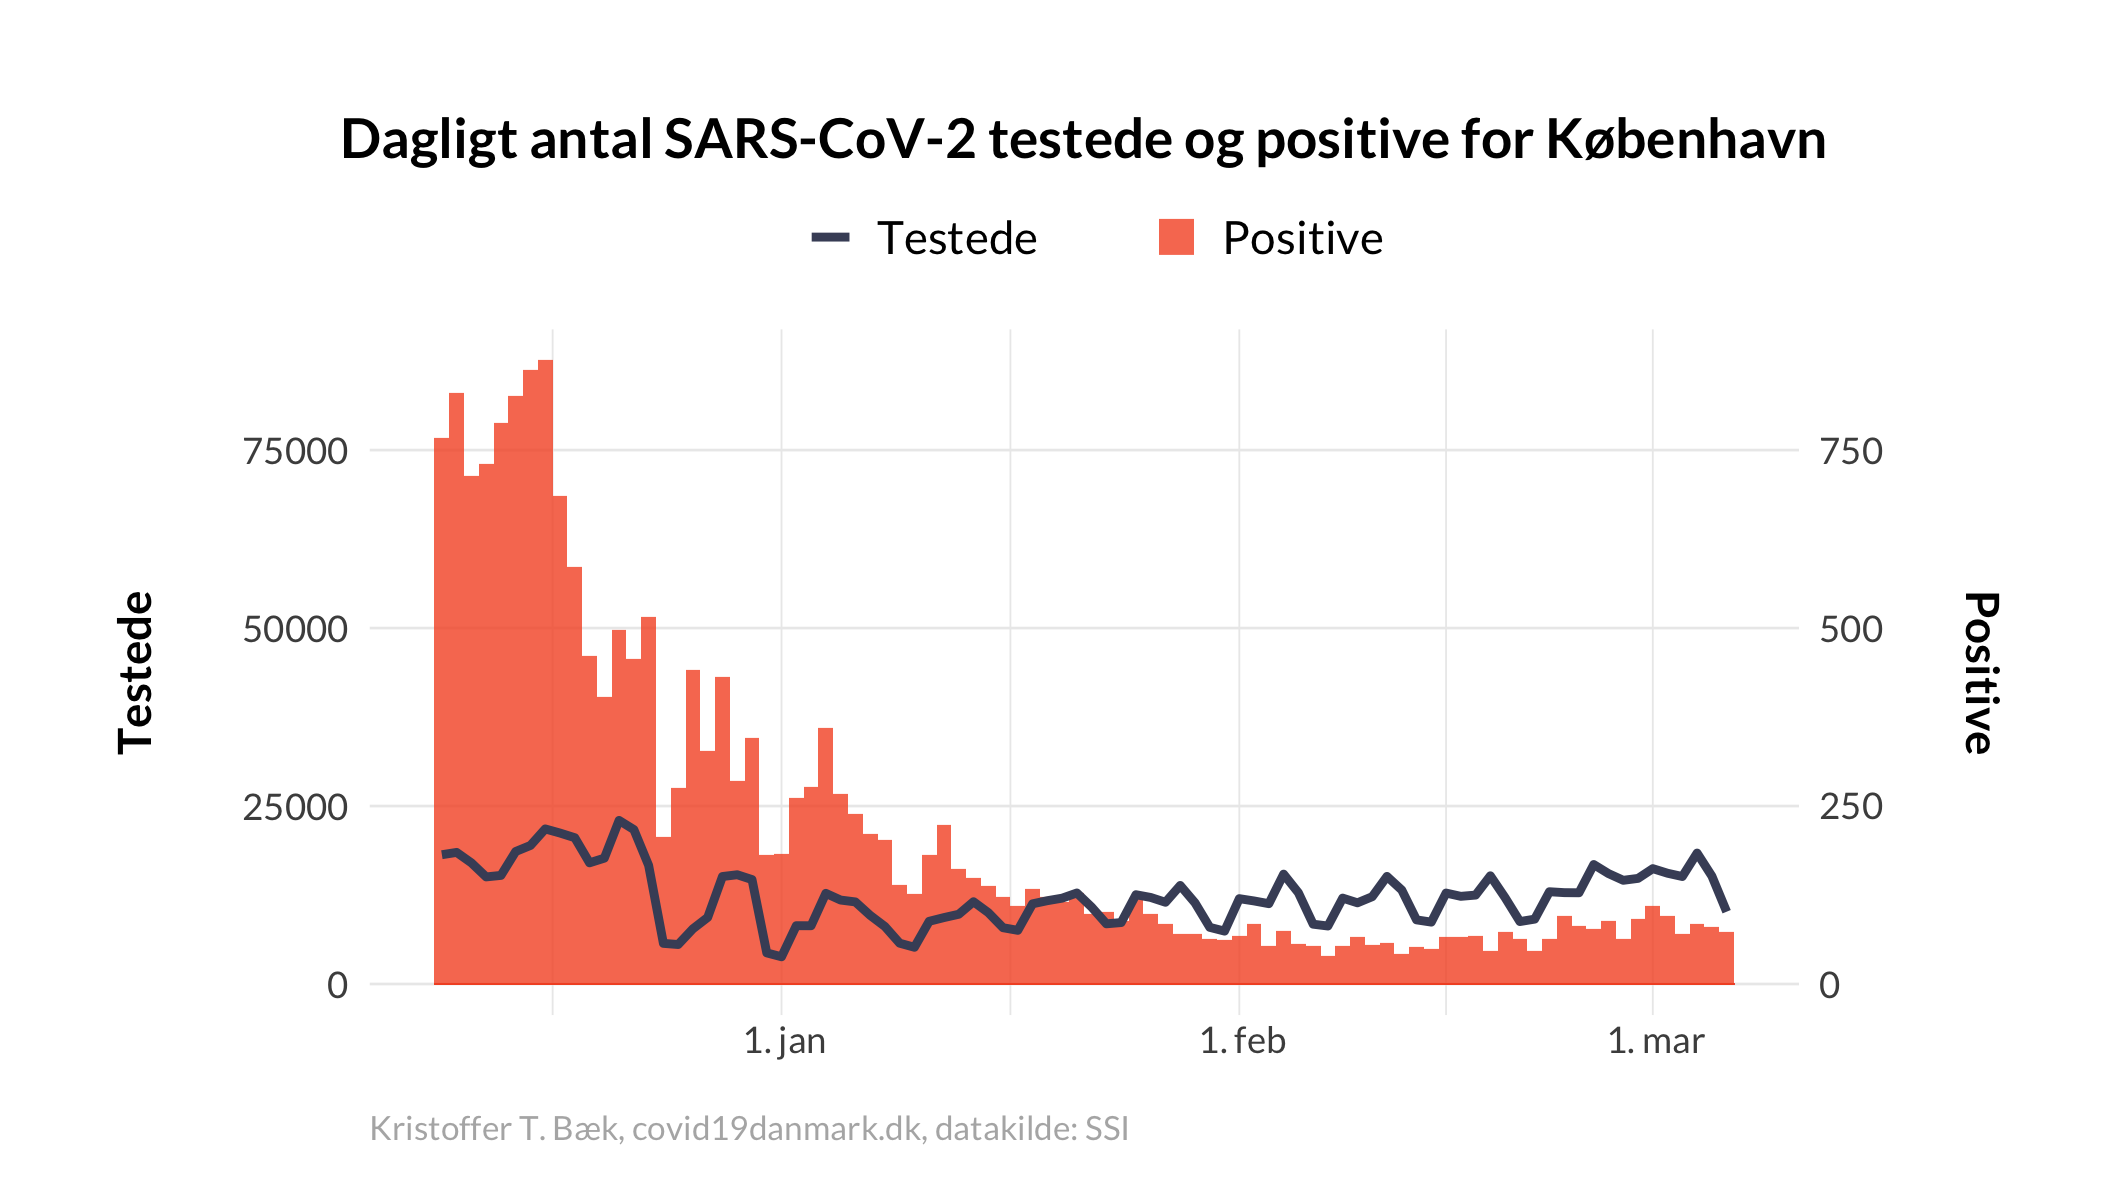 Dagligt antal SARS-CoV-2 testede og positive for København
Testede
Positive
75000
50000
25000
0
750
500
250
0
Testede
Positive
1. jan
1. feb
1. mar
Kristoffer T. Bæk, covid19danmark.dk, datakilde: SSI